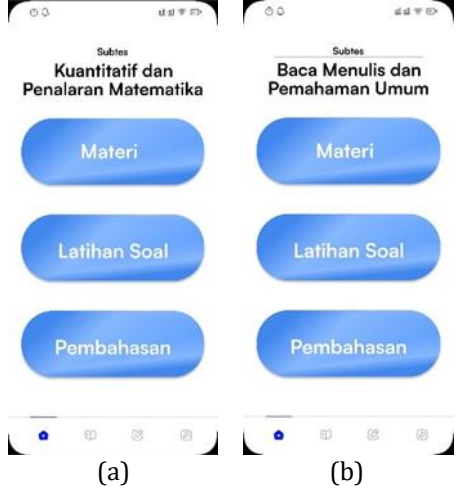 Subtes
Kuantitatif dan
Penalaran Matematika
Materi
Latihan Soal
Pembahasan
(a)
Subtes
Baca Menulis dan
Pemahaman Umum
Materi
Latihan Soal
Pembahasan
(b)